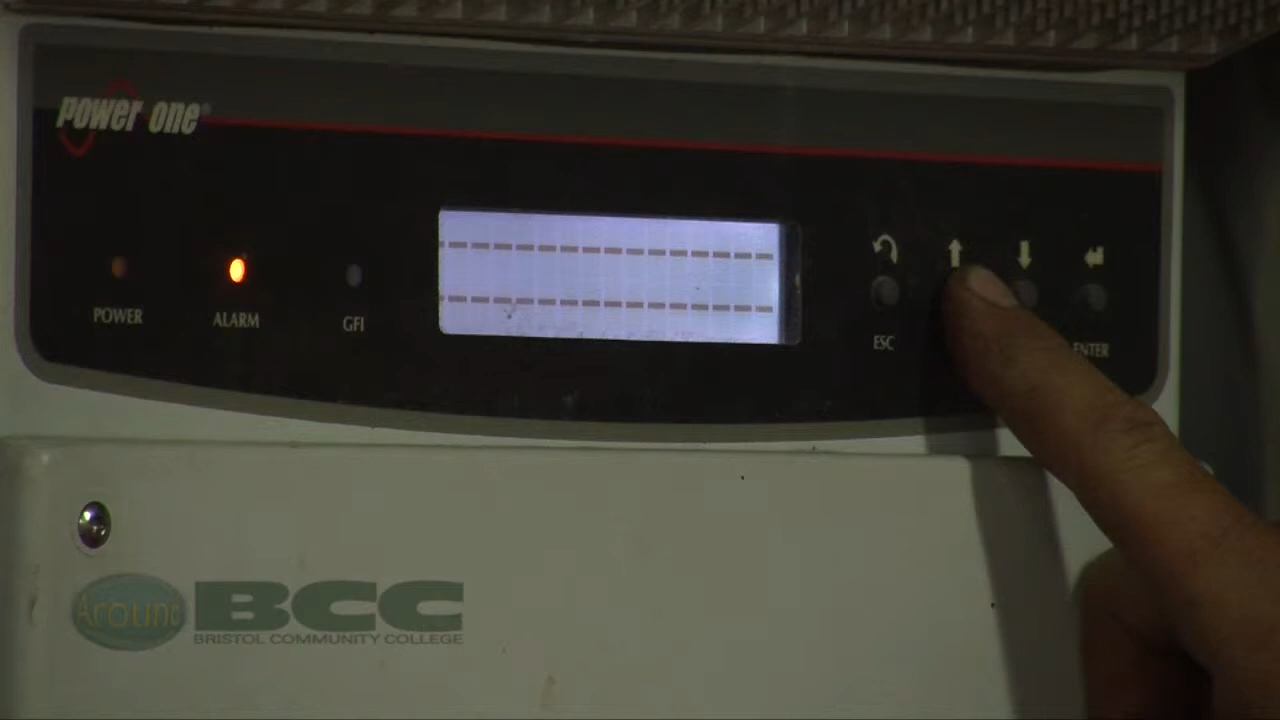 power one®
POWER
ALARM
GFI
ESC
ENTER
Around
BCC
BRISTOL COMMUNITY COLLEGE